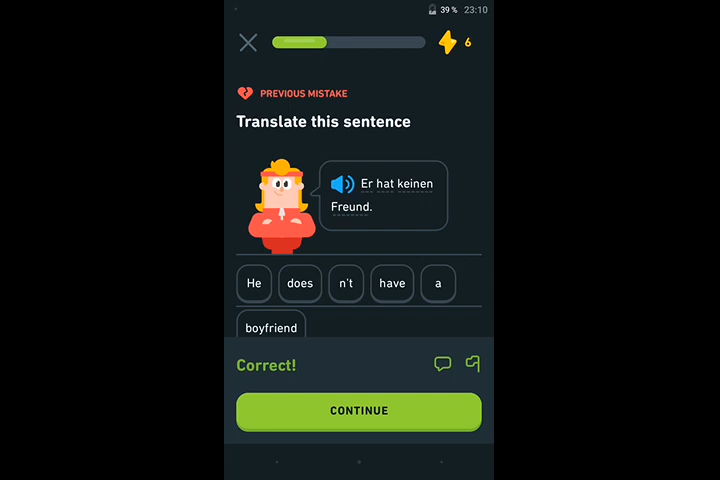 39 % 23:10
6
PREVIOUS MISTAKE
Translate this sentence
Er hat keinen
Freund.
He does n't have a
boyfriend
Correct!
CONTINUE